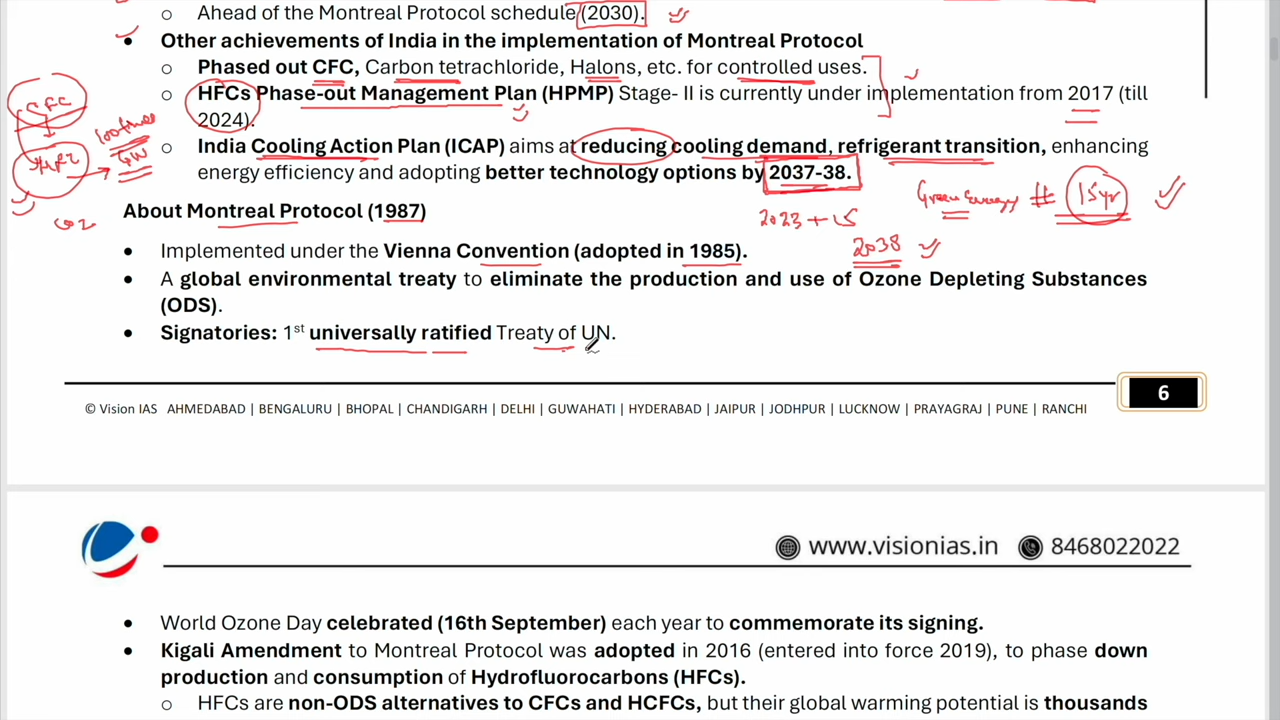 ○ Ahead of the Montreal Protocol schedule (2030).
• Other achievements of India in the implementation of Montreal Protocol
○ Phased out CFC, Carbon tetrachloride, Halons, etc. for controlled uses.
○ HFCs Phase-out Management Plan (HPMP) Stage- II is currently under implementation from 2017 (till
2024).
CFC
○ India Cooling Action Plan (ICAP) aims at reducing cooling demand, refrigerant transition, enhancing
energy efficiency and adopting better technology options by 2037-38.
GW
Green Energy # 15yr
About Montreal Protocol (1987)
2023 + 15
2038
• Implemented under the Vienna Convention (adopted in 1985).
• A global environmental treaty to eliminate the production and use of Ozone Depleting Substances
(ODS).
• Signatories: 1st universally ratified Treaty of UN.
© Vision IAS AHMEDABAD | BENGALURU | BHOPAL | CHANDIGARH | DELHI | GUWAHATI | HYDERABAD | JAIPUR | JODHPUR | LUCKNOW | PRAYAGRAJ | PUNE | RANCHI
6
www.visionias.in 8468022022
• World Ozone Day celebrated (16th September) each year to commemorate its signing.
• Kigali Amendment to Montreal Protocol was adopted in 2016 (entered into force 2019), to phase down
production and consumption of Hydrofluorocarbons (HFCs).
○ HFCs are non-ODS alternatives to CFCs and HCFCs, but their global warming potential is thousands